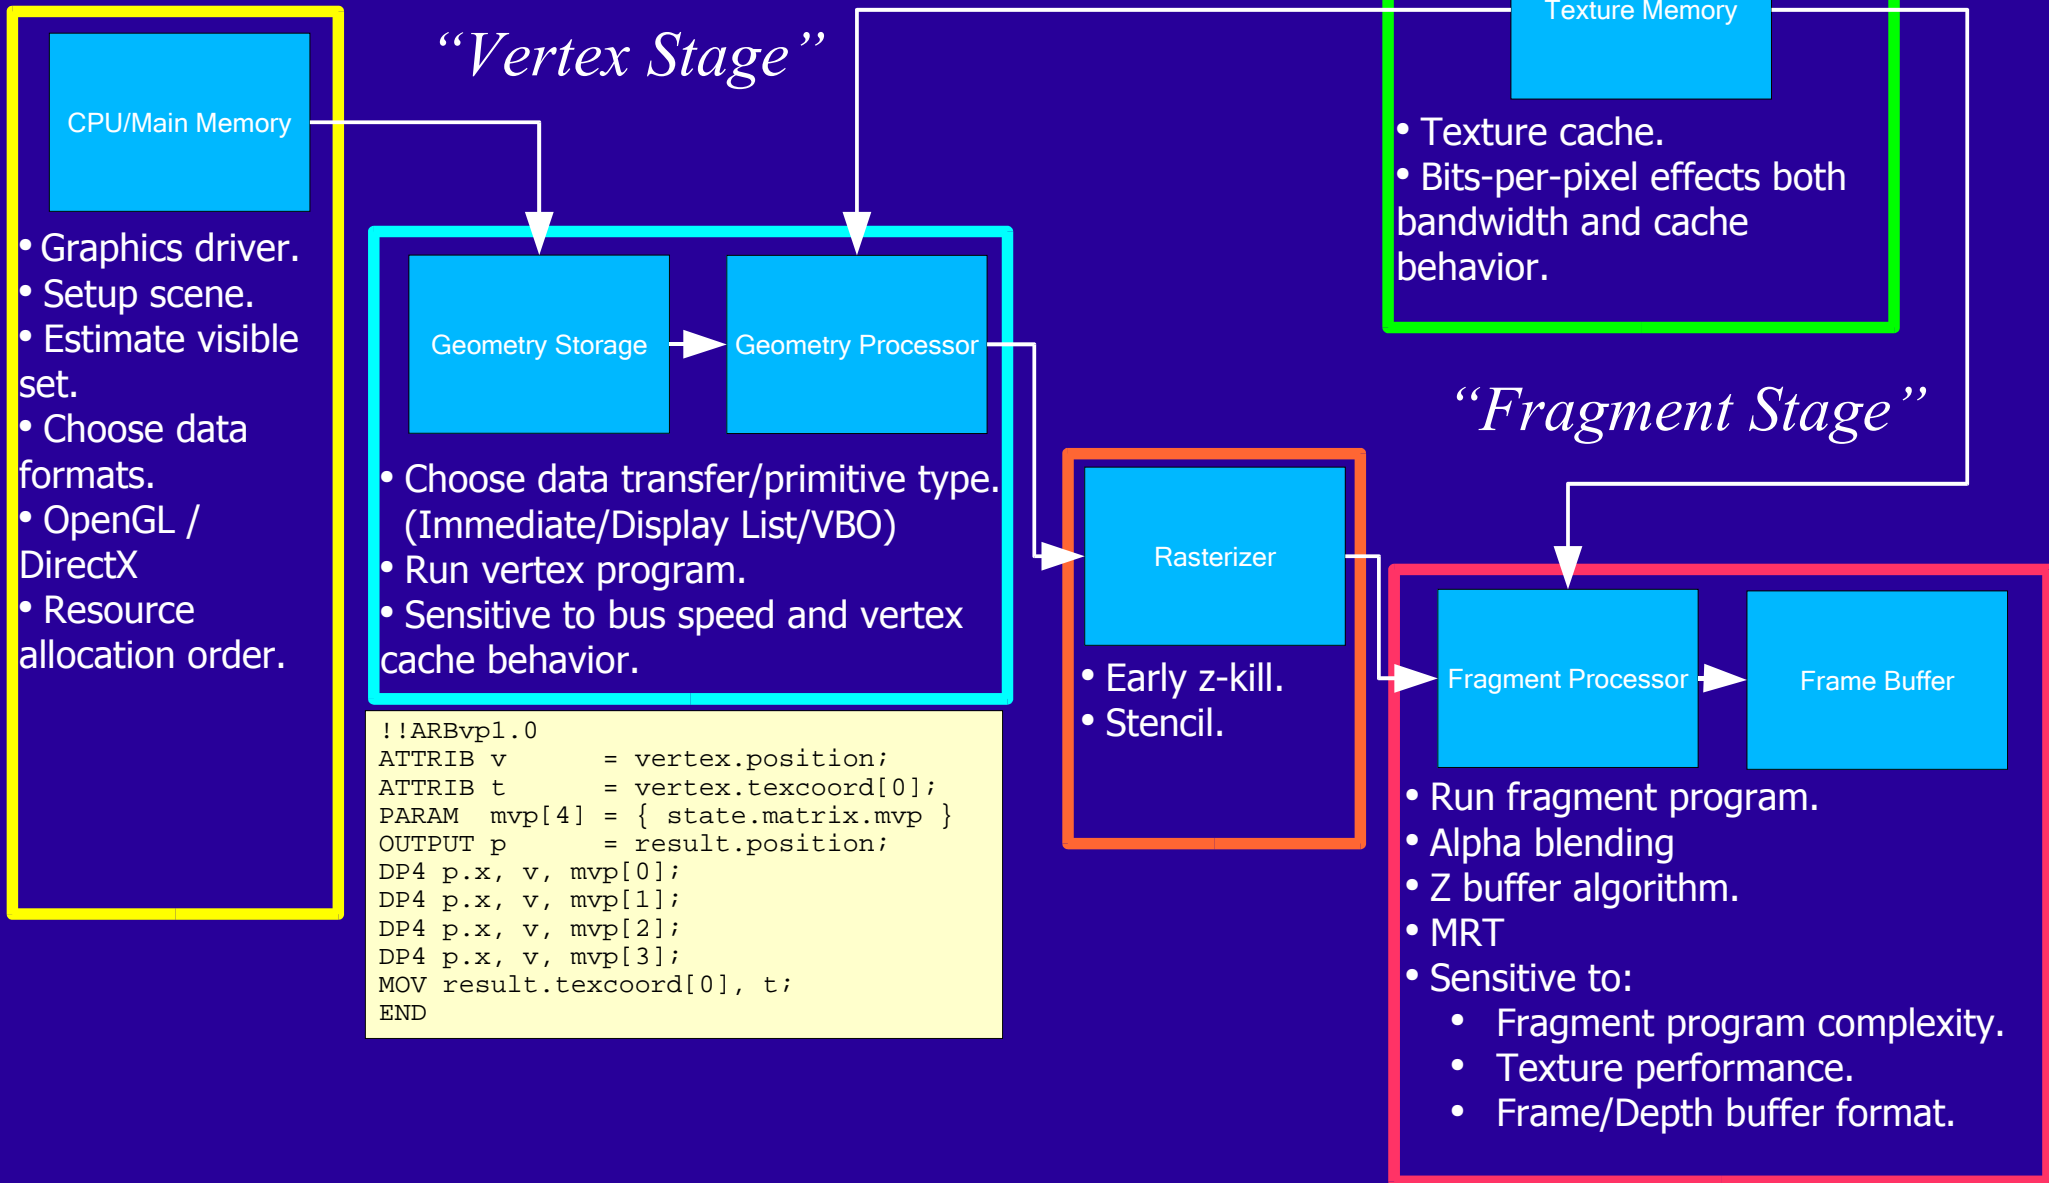 “Vertex Stage”
CPU/Main Memory
• Graphics driver.
• Setup scene.
• Estimate visible
set.
• Choose data
formats.
• OpenGL /
DirectX
• Resource
allocation order.
Geometry Storage
Geometry Processor
• Choose data transfer/primitive type.
(Immediate/Display List/VBO)
• Run vertex program.
• Sensitive to bus speed and vertex
cache behavior.
!!ARBvp1.0
ATTRIB v      = vertex.position;
ATTRIB t      = vertex.texcoord[0];
PARAM  mvp[4] = { state.matrix.mvp }
OUTPUT p      = result.position;
DP4 p.x, v, mvp[0];
DP4 p.x, v, mvp[1];
DP4 p.x, v, mvp[2];
DP4 p.x, v, mvp[3];
MOV result.texcoord[0], t;
END
Texture Memory
• Texture cache.
• Bits-per-pixel effects both
bandwidth and cache
behavior.
“Fragment Stage”
Rasterizer
• Early z-kill.
• Stencil.
Fragment Processor
Frame Buffer
• Run fragment program.
• Alpha blending
• Z buffer algorithm.
• MRT
• Sensitive to:
• Fragment program complexity.
• Texture performance.
• Frame/Depth buffer format.